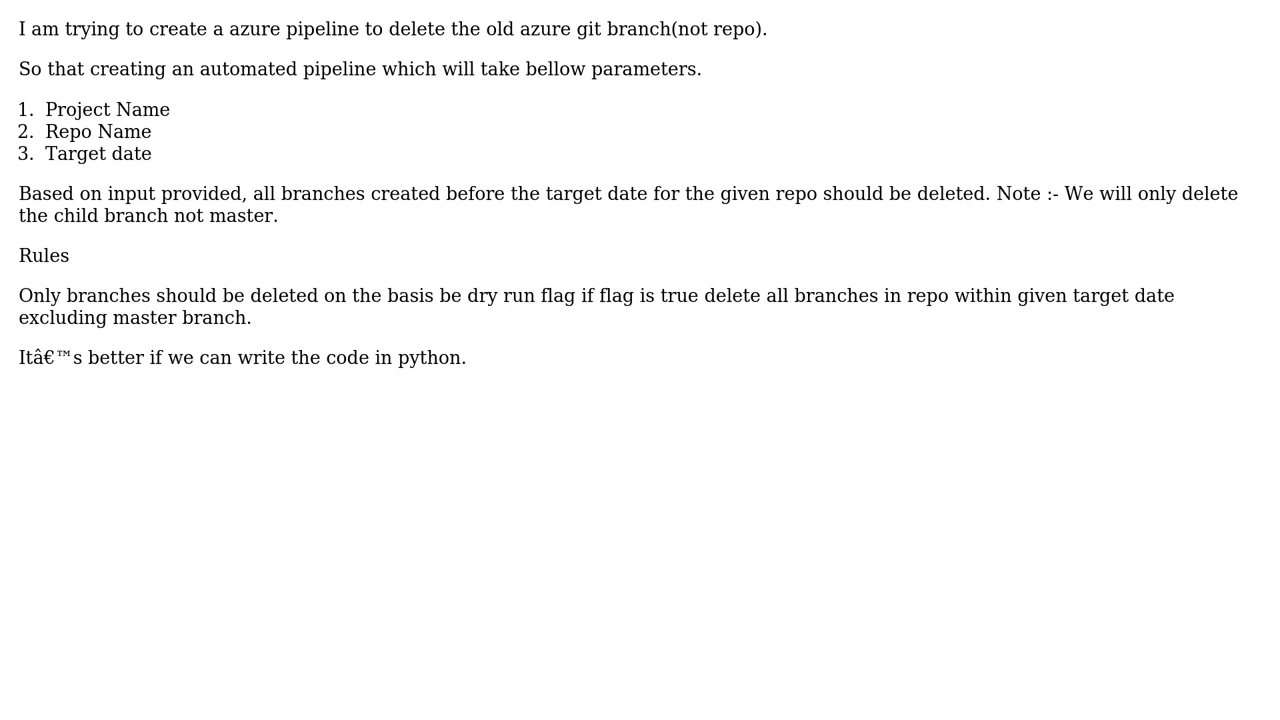 I am trying to create a azure pipeline to delete the old azure git branch(not repo).
So that creating an automated pipeline which will take bellow parameters.
1. Project Name
2. Repo Name
3. Target date
Based on input provided, all branches created before the target date for the given repo should be deleted. Note :- We will only delete
the child branch not master.
Rules
Only branches should be deleted on the basis be dry run flag if flag is true delete all branches in repo within given target date
excluding master branch.
Itâ€™s better if we can write the code in python.